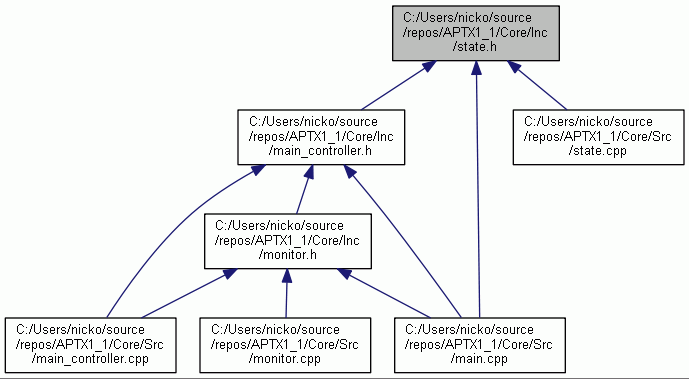 C:/Users/nicko/source
/repos/APTX1_1/Core/Inc
/state.h
C:/Users/nicko/source
/repos/APTX1_1/Core/Inc
/main_controller.h
C:/Users/nicko/source
/repos/APTX1_1/Core/Src
/state.cpp
C:/Users/nicko/source
/repos/APTX1_1/Core/Inc
/monitor.h
C:/Users/nicko/source
/repos/APTX1_1/Core/Src
/main_controller.cpp
C:/Users/nicko/source
/repos/APTX1_1/Core/Src
/monitor.cpp
C:/Users/nicko/source
/repos/APTX1_1/Core/Src
/main.cpp